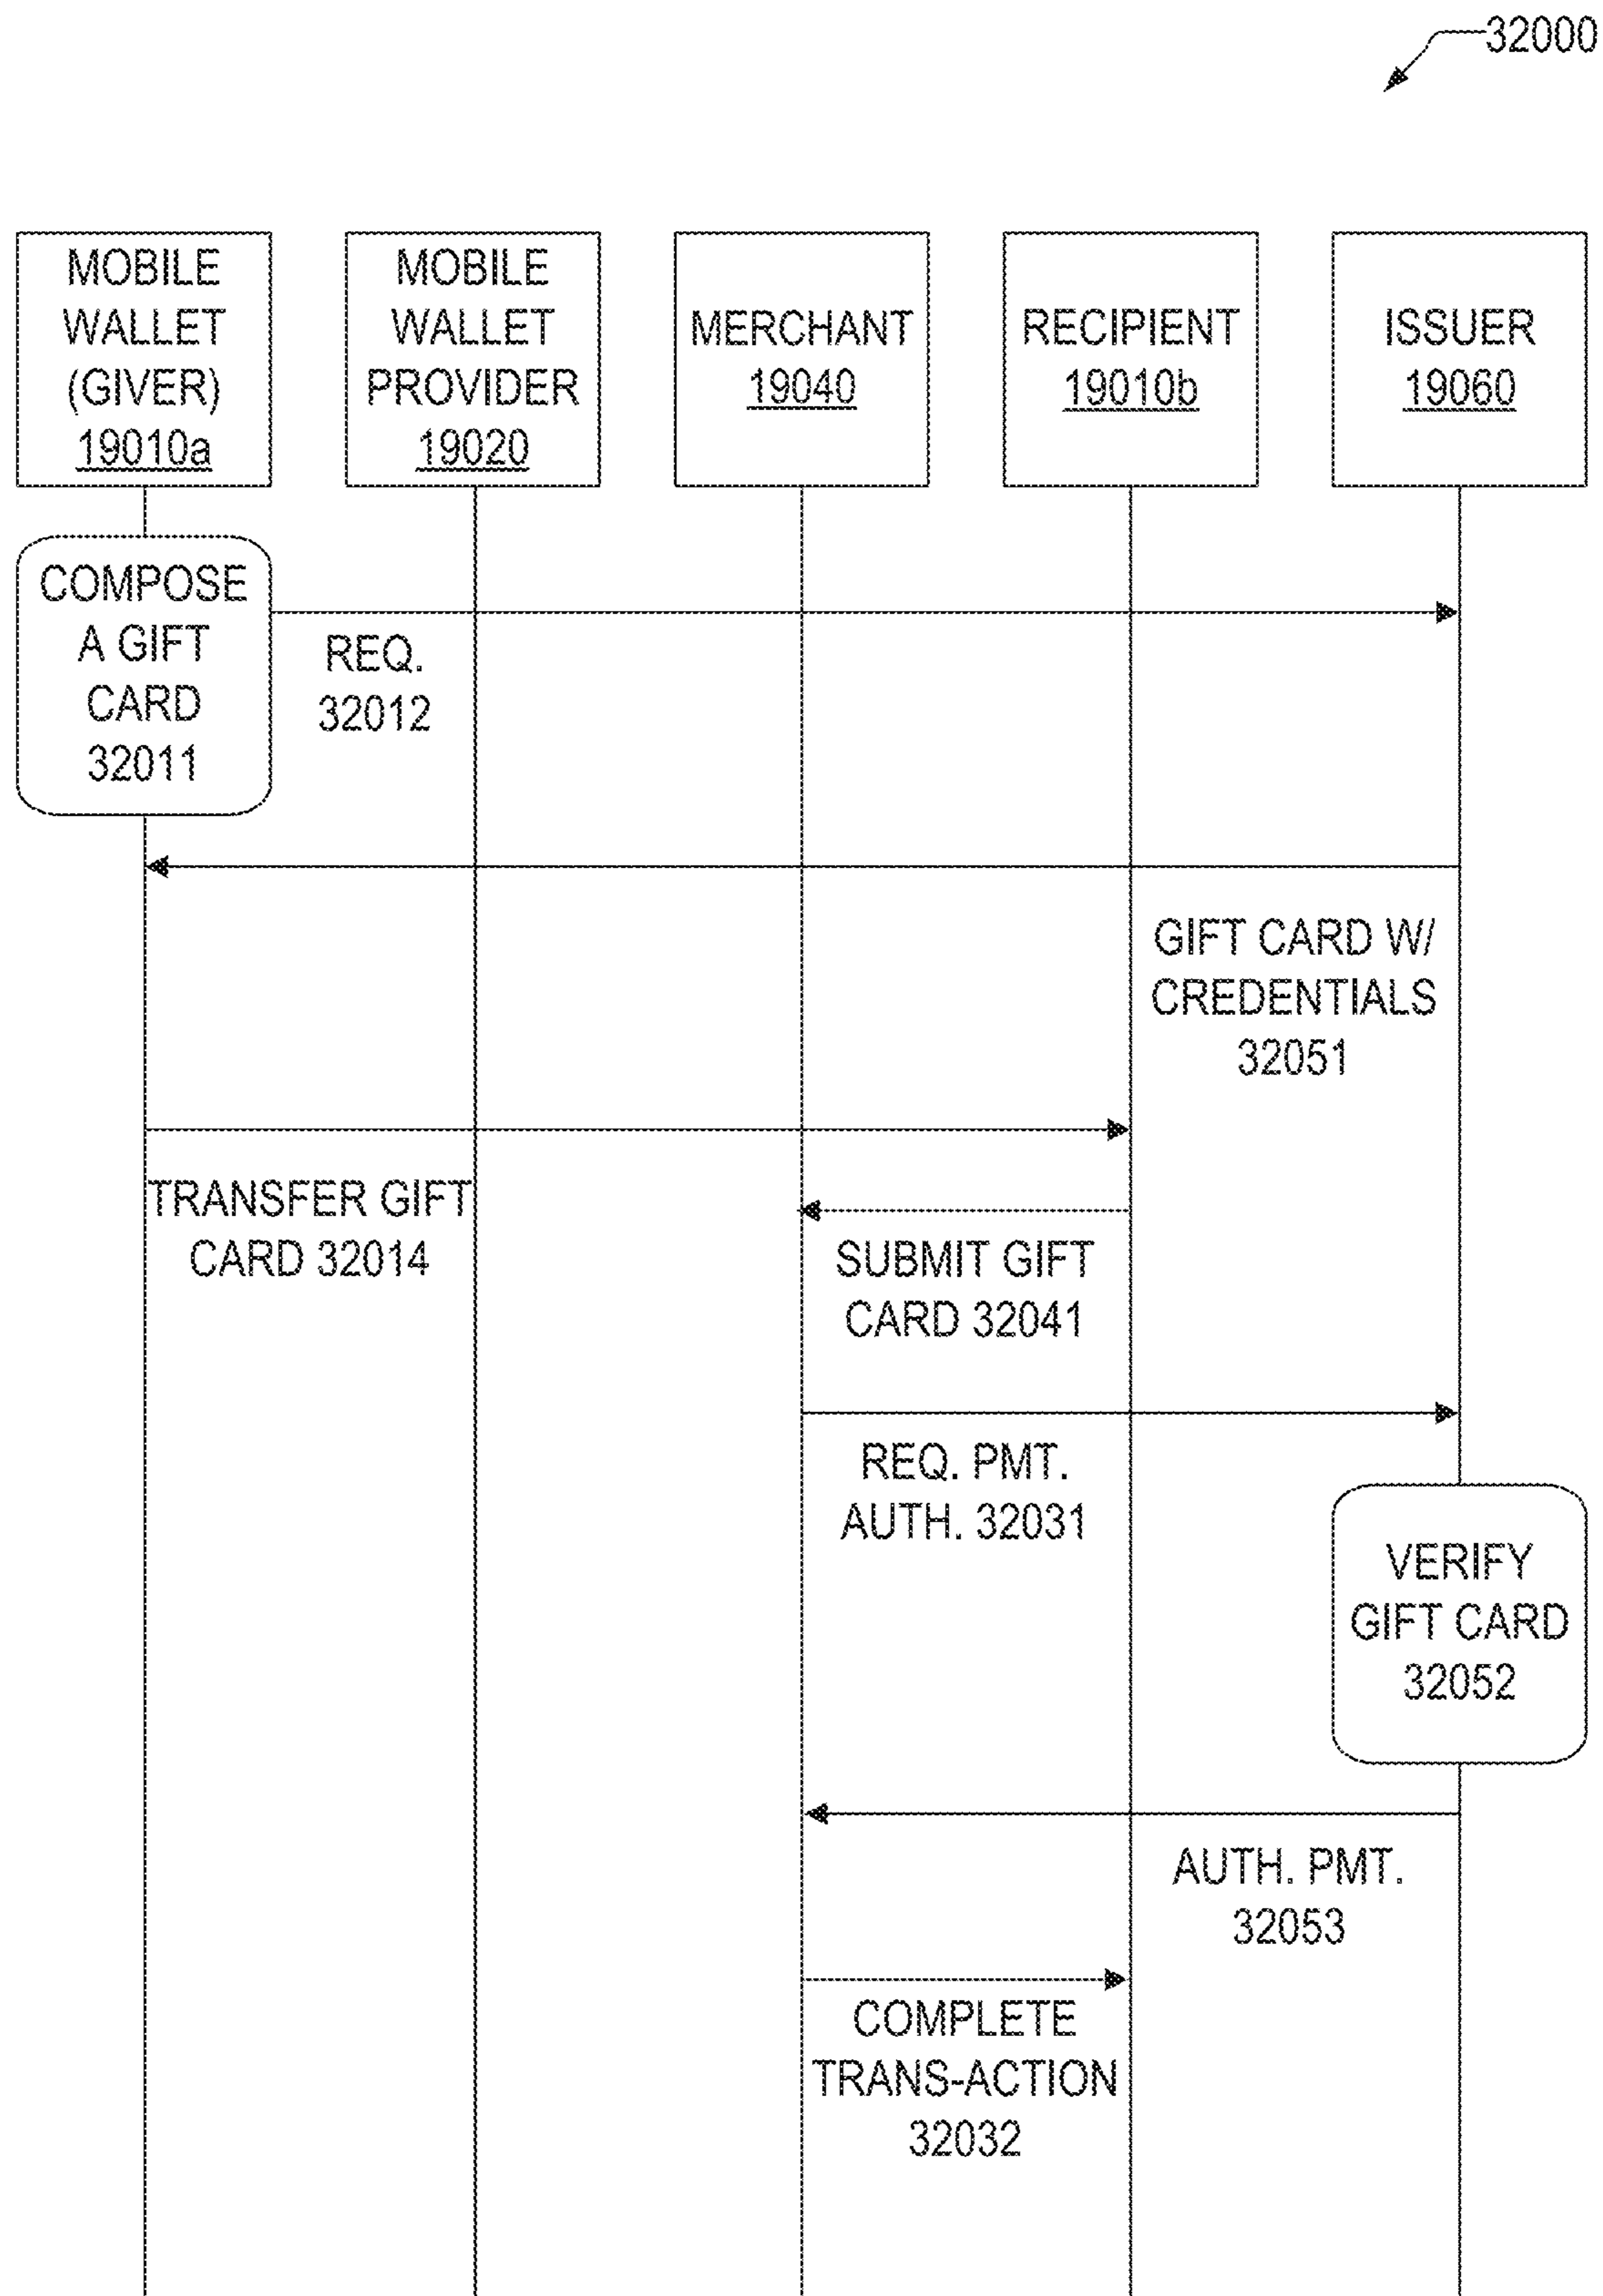 32000
MOBILE
WALLET
(GIVER)
19010a
MOBILE
WALLET
PROVIDER
19020
MERCHANT
19040
RECIPIENT
19010b
ISSUER
19060
COMPOSE
A GIFT
CARD
32011
REQ.
32012
GIFT CARD W/
CREDENTIALS
32051
TRANSFER GIFT
CARD 32014
SUBMIT GIFT
CARD 32041
REQ. PMT.
AUTH. 32031
VERIFY
GIFT CARD
32052
AUTH. PMT.
32053
COMPLETE
TRANS-ACTION
32032